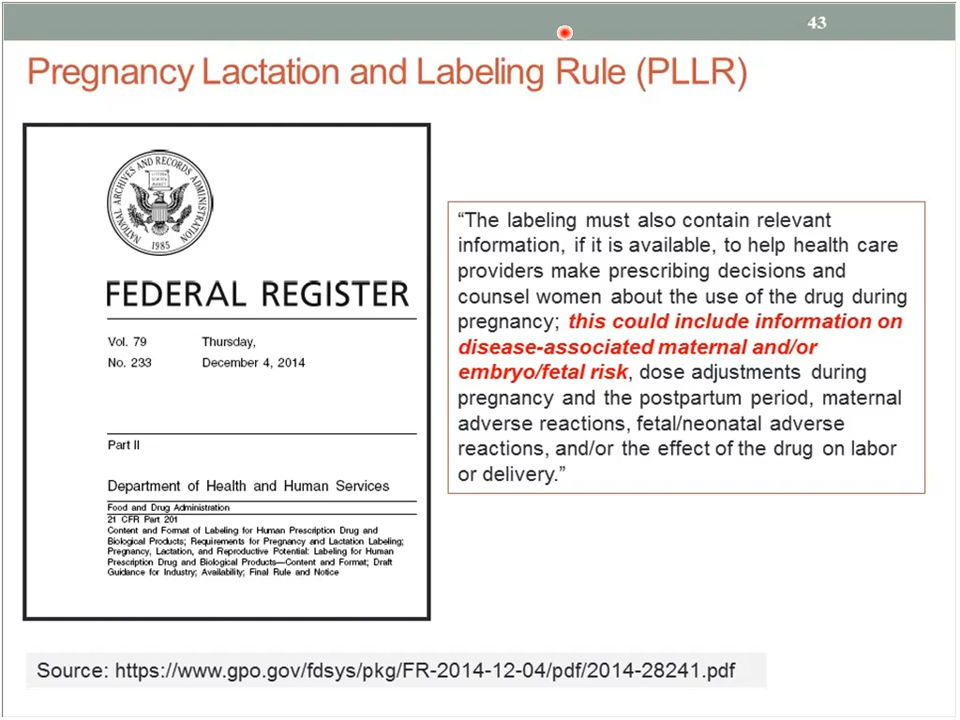 43
Pregnancy Lactation and Labeling Rule (PLLR)
NATIONAL ARCHIVES AND RECORDS ADMINISTRATION
1985
FEDERAL REGISTER
Vol. 79 Thursday,
No. 233 December 4, 2014
Part II
Department of Health and Human Services
Food and Drug Administration
21 CFR Part 201
Content and Format of Labeling for Human Prescription Drug and
Biological Products; Requirements for Pregnancy and Lactation Labeling;
Pregnancy, Lactation, and Reproductive Potential: Labeling for Human
Prescription Drug and Biological Products—Content and Format; Draft
Guidance for Industry; Availability; Final Rule and Notice
“The labeling must also contain relevant
information, if it is available, to help health care
providers make prescribing decisions and
counsel women about the use of the drug during
pregnancy; this could include information on
disease-associated maternal and/or
embryo/fetal risk, dose adjustments during
pregnancy and the postpartum period, maternal
adverse reactions, fetal/neonatal adverse
reactions, and/or the effect of the drug on labor
or delivery.”
Source: https://www.gpo.gov/fdsys/pkg/FR-2014-12-04/pdf/2014-28241.pdf